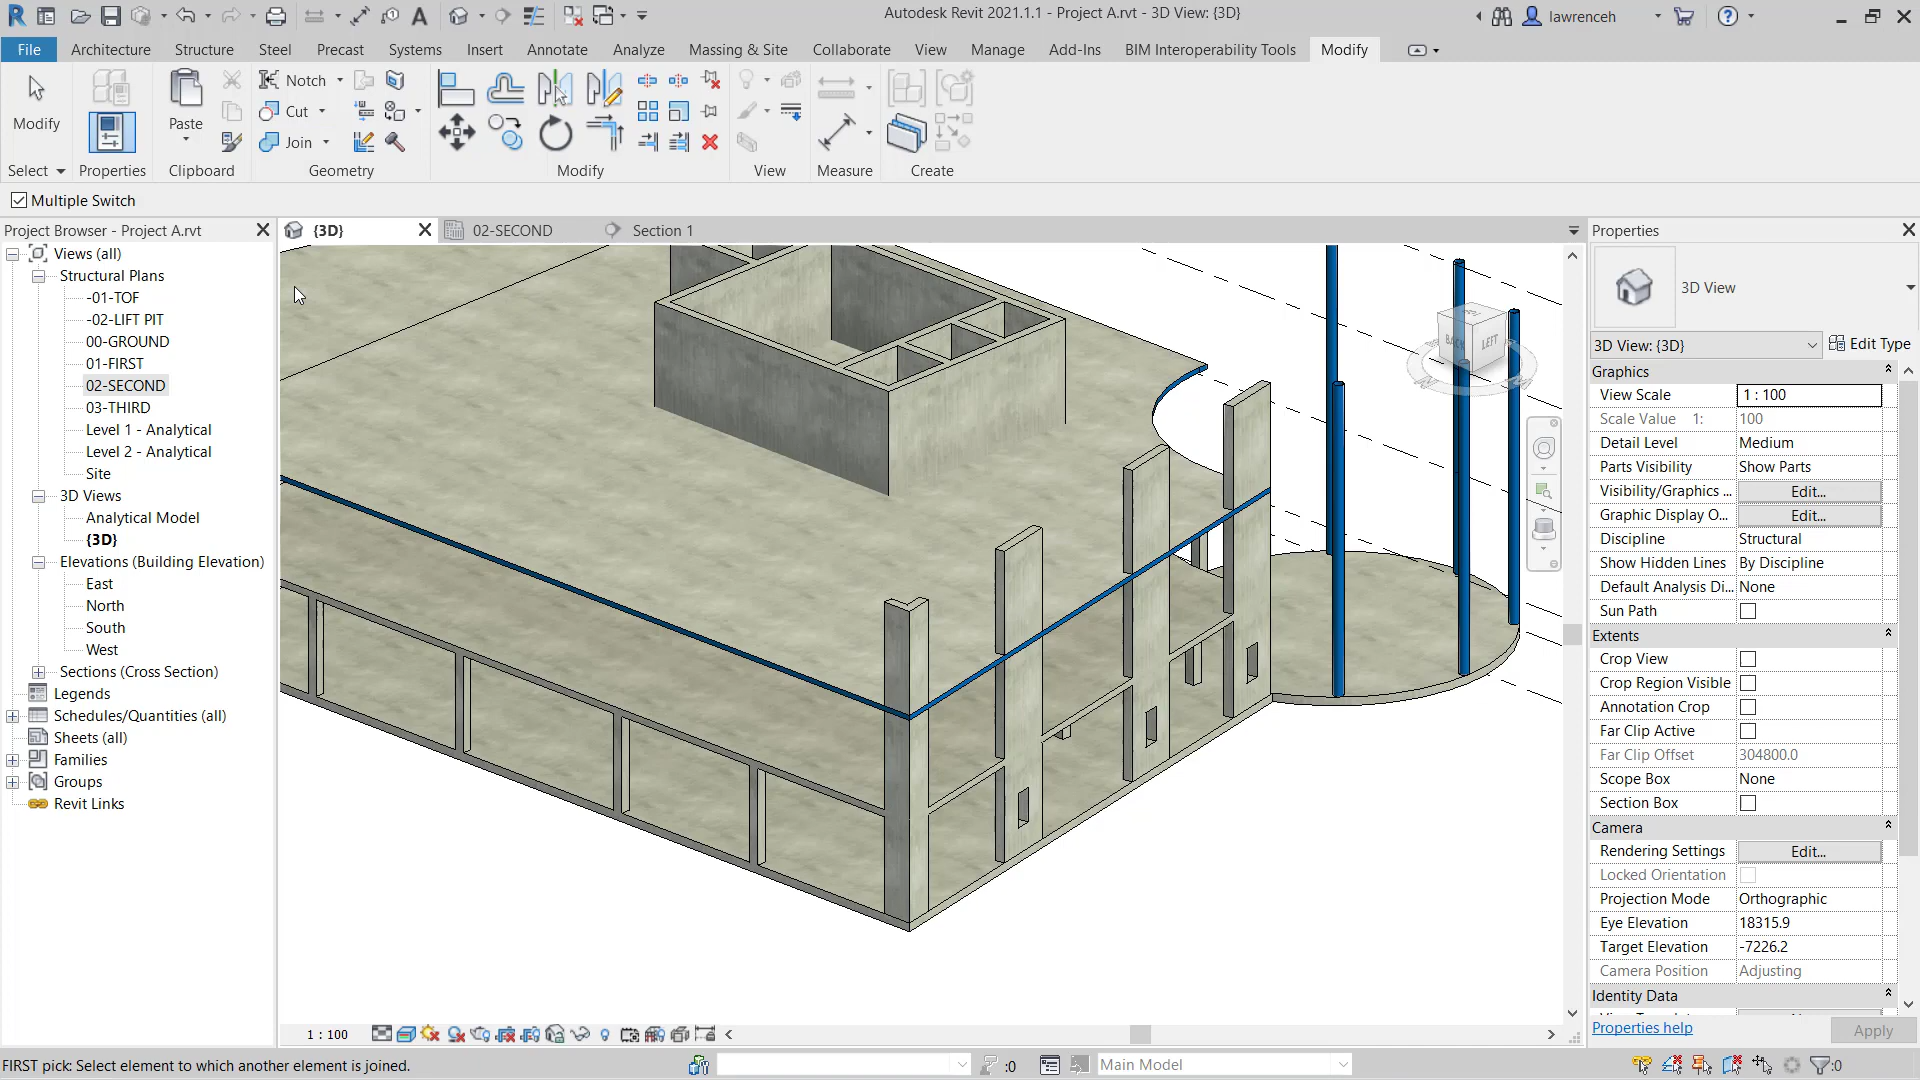 Autodesk Revit 2021.1.1 - Project A.rvt - 3D View: {3D}
lawrenceh
File
Architecture
Structure
Steel
Precast
Systems
Insert
Annotate
Analyze
Massing & Site
Collaborate
View
Manage
Add-Ins
BIM Interoperability Tools
Modify
Modify
Paste
Notch
Cut
Join
Select
Properties
Clipboard
Geometry
Modify
View
Measure
Create
Multiple Switch
Project Browser - Project A.rvt
{3D}
02-SECOND
Section 1
Properties
Views (all)
Structural Plans
-01-TOF
-02-LIFT PIT
00-GROUND
01-FIRST
02-SECOND
03-THIRD
Level 1 - Analytical
Level 2 - Analytical
Site
3D Views
Analytical Model
{3D}
Elevations (Building Elevation)
East
North
South
West
Sections (Cross Section)
Legends
Schedules/Quantities (all)
Sheets (all)
Families
Groups
Revit Links
BACK
LEFT
3D View
3D View: {3D}
Edit Type
Graphics
View Scale 1 : 100
Scale Value 1: 100
Detail Level Medium
Parts Visibility Show Parts
Visibility/Graphics ... Edit...
Graphic Display O... Edit...
Discipline Structural
Show Hidden Lines By Discipline
Default Analysis Di... None
Sun Path
Extents
Crop View
Crop Region Visible
Annotation Crop
Far Clip Active
Far Clip Offset 304800.0
Scope Box None
Section Box
Camera
Rendering Settings Edit...
Locked Orientation
Projection Mode Orthographic
Eye Elevation 18315.9
Target Elevation -7226.2
Camera Position Adjusting
Identity Data
Properties help
Apply
1 : 100
FIRST pick: Select element to which another element is joined.
:0
Main Model
:0